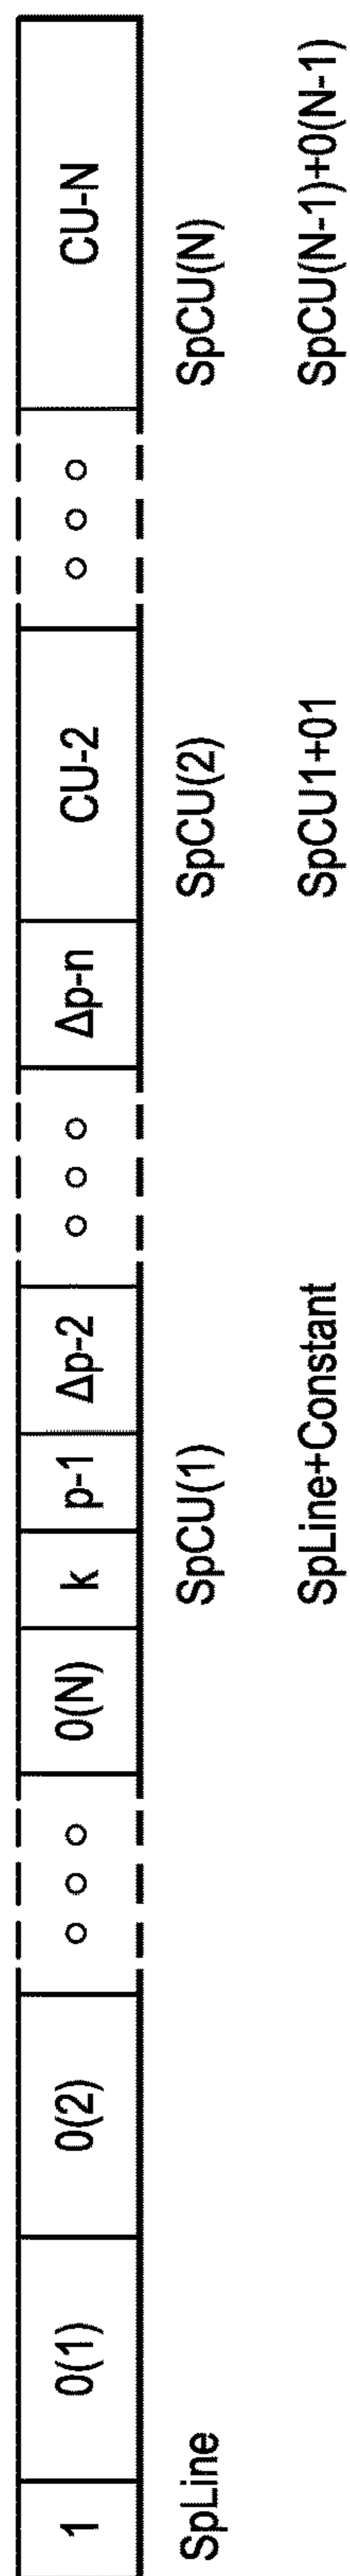 1 0(1) 0(2) o o o 0(N) k p-1 Δp-2 o o o Δp-n CU-2 o o o CU-N
SpLine SpCU(1) SpCU(2) SpCU(N)
SpLine+Constant SpCU1+01 SpCU(N-1)+0(N-1)